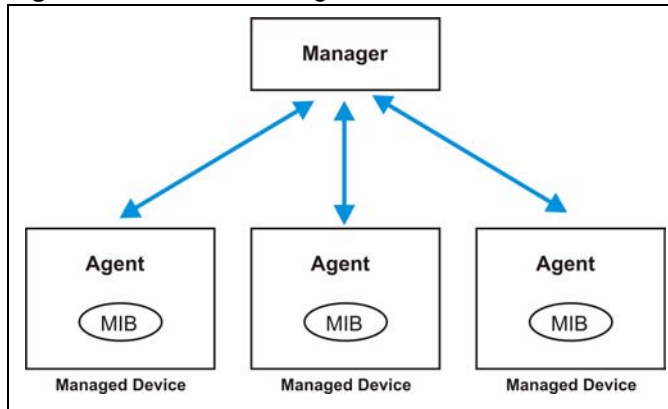 Manager
Agent Agent Agent
MIB MIB MIB
Managed Device Managed Device Managed Device